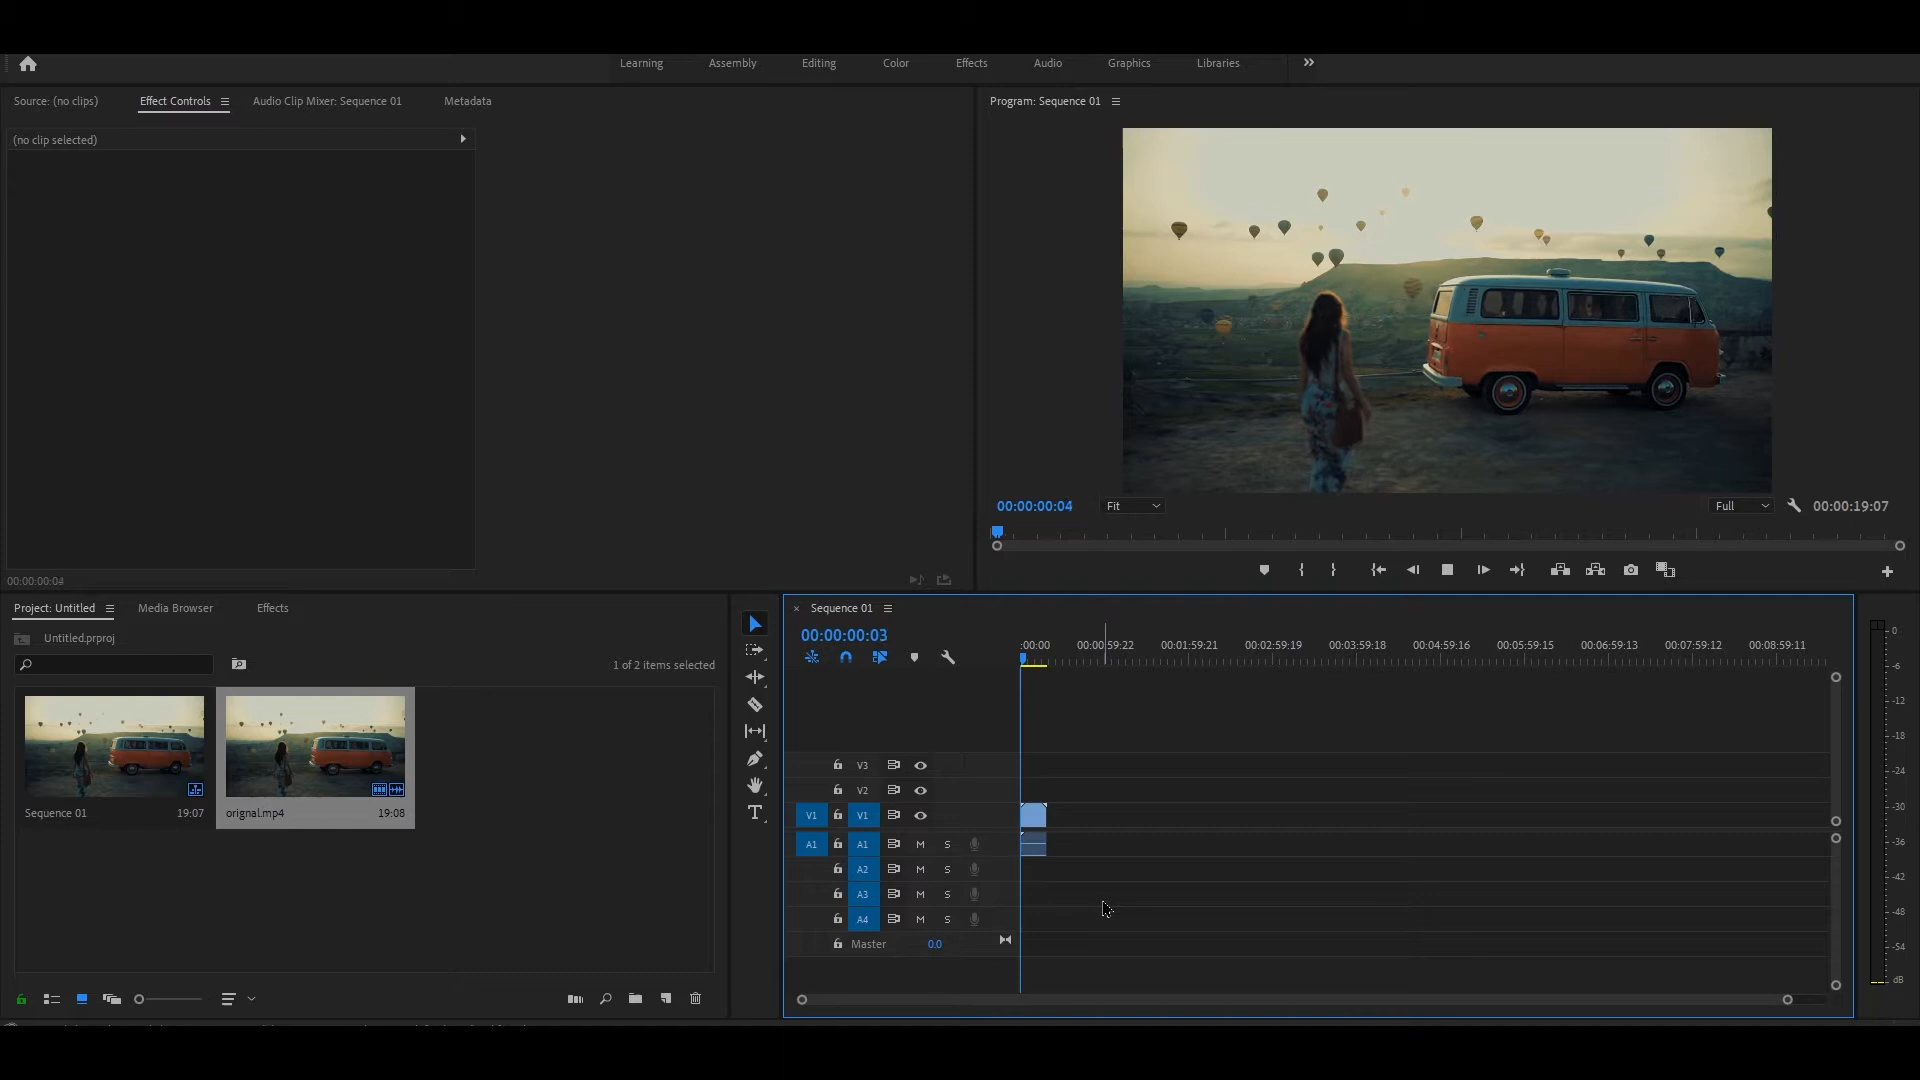 Learning Assembly Editing Color Effects Audio Graphics Libraries
Source: (no clips) Effect Controls Audio Clip Mixer: Sequence 01 Metadata
(no clip selected)
00:00:00:04
Program: Sequence 01
00:00:00:04 Fit Full 00:00:19:07
Project: Untitled Media Browser Effects
Untitled.prproj
1 of 2 items selected
Sequence 01 19:07
orignal.mp4 19:08
Sequence 01
00:00:00:03
:00:00 00:00:59:22 00:01:59:21 00:02:59:19 00:03:59:18 00:04:59:16 00:05:59:15 00:06:59:13 00:07:59:12 00:08:59:11
V3
V2
V1 V1
A1 A1 M S
A2 M S
A3 M S
A4 M S
Master 0.0
0
-6
-12
-18
-24
-30
-36
-42
-48
-54
dB